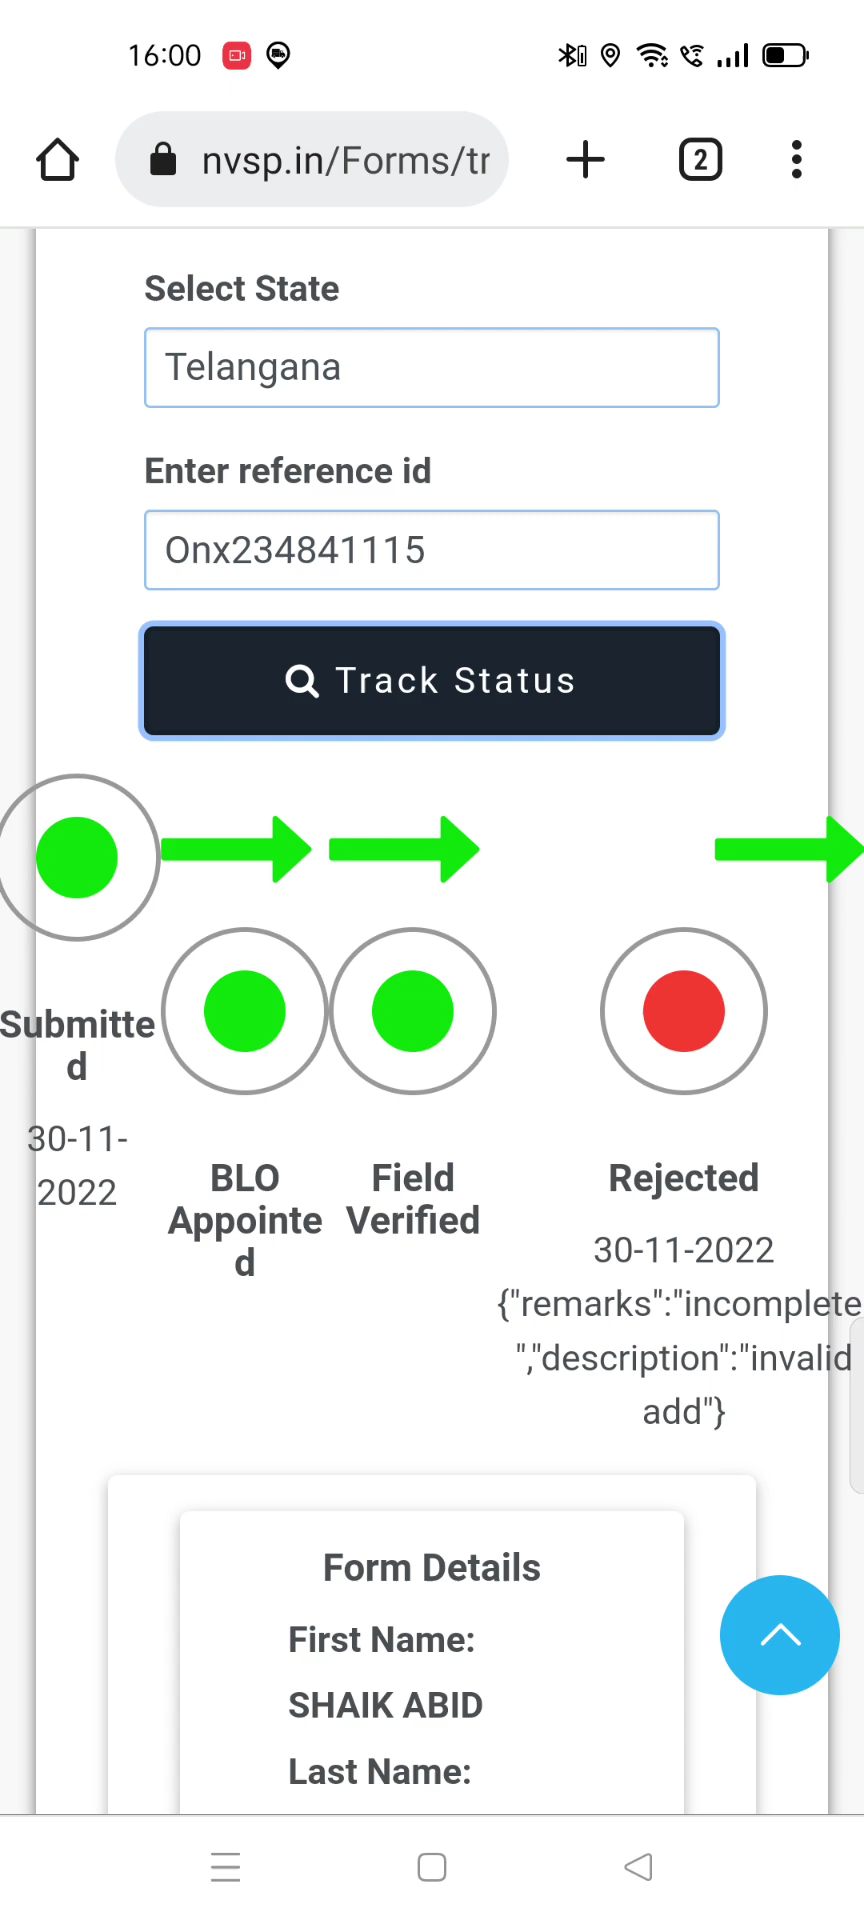 16:00
nvsp.in/Forms/tr
2
Select State
Telangana
Enter reference id
Onx234841115
Track Status
Submitte
d
30-11-
2022
BLO
Appointe
d
Field
Verified
Rejected
30-11-2022
{"remarks":"incomplete
","description":"invalid
add"}
Form Details
First Name:
SHAIK ABID
Last Name: